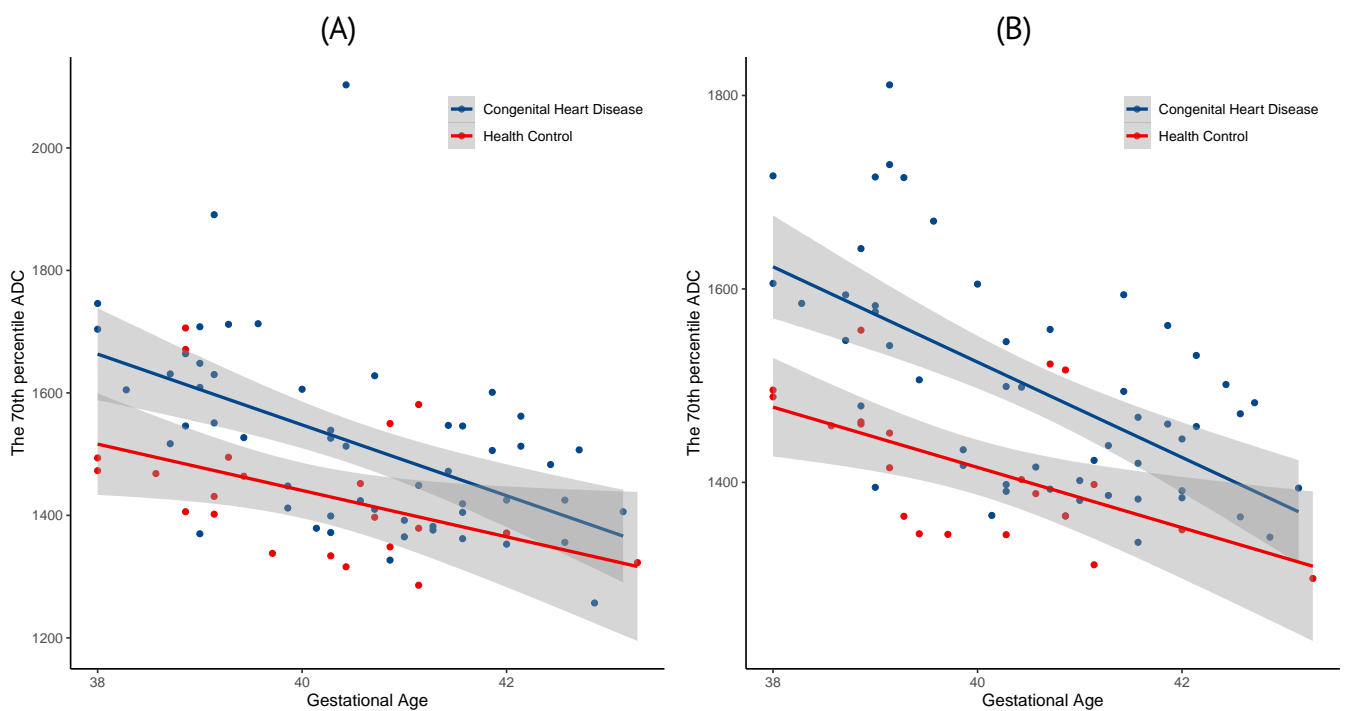 (A)
The 70th percentile ADC
2000
1800
1600
1400
1200
38
40
42
Gestational Age
Congenital Heart Disease
Health Control
(B)
The 70th percentile ADC
1800
1600
1400
38
40
42
Gestational Age
Congenital Heart Disease
Health Control